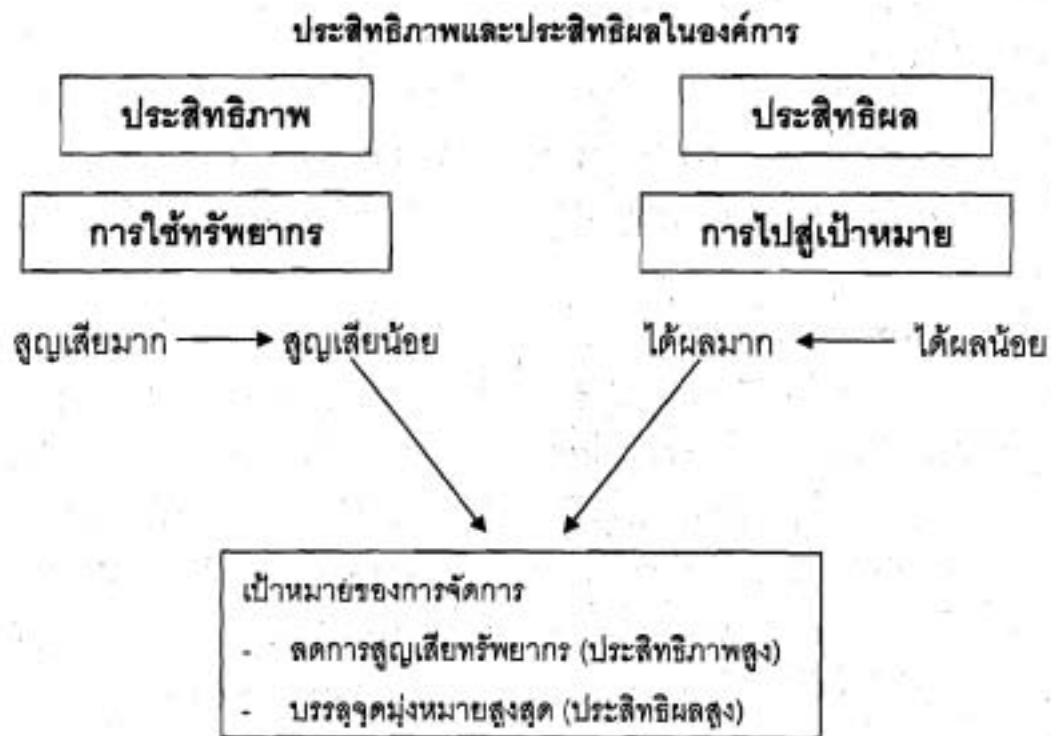 ประสิทธิภาพและประสิทธิผลในองค์การ
ประสิทธิภาพ
ประสิทธิผล
การใช้ทรัพยากร
การไปสู่เป้าหมาย
สูญเสียมาก สูญเสียน้อย ได้ผลมาก ได้ผลน้อย
เป้าหมายของการจัดการ
- ลดการสูญเสียทรัพยากร (ประสิทธิภาพสูง)
- บรรลุจุดมุ่งหมายสูงสุด (ประสิทธิผลสูง)